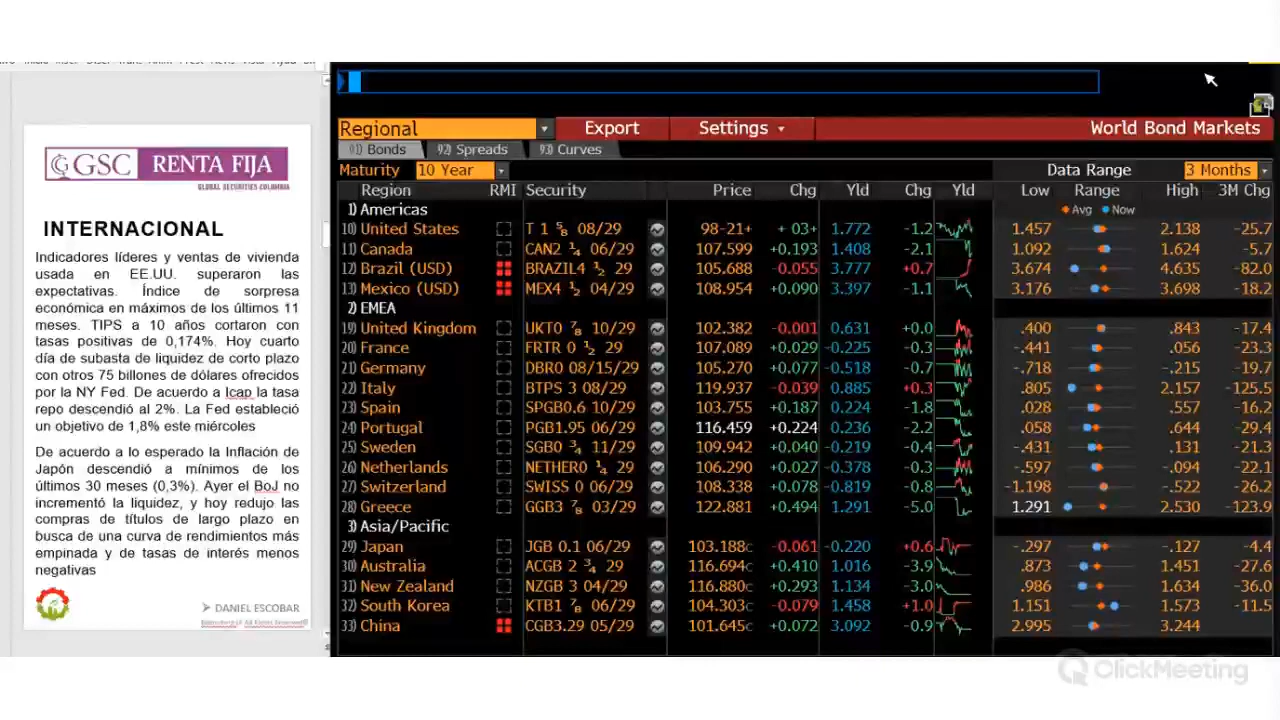 GSC RENTA FIJA
GLOBAL SECURITIES COLOMBIA
INTERNACIONAL
Indicadores líderes y ventas de vivienda
usada en EE.UU. superaron las
expectativas. Índice de sorpresa
económica en máximos de los últimos 11
meses. TIPS a 10 años cortaron con
tasas positivas de 0,174%. Hoy cuarto
día de subasta de liquidez de corto plazo
con otros 75 billones de dólares ofrecidos
por la NY Fed. De acuerdo a Icap la tasa
repo descendió al 2%. La Fed estableció
un objetivo de 1,8% este miércoles
De acuerdo a lo esperado la Inflación de
Japón descendió a mínimos de los
últimos 30 meses (0,3%). Ayer el BoJ no
incrementó la liquidez, y hoy redujo las
compras de títulos de largo plazo en
busca de una curva de rendimientos más
empinada y de tasas de interés menos
negativas
➢ DANIEL ESCOBAR
Regional Export Settings World Bond Markets
01) Bonds 02) Spreads 03) Curves
Maturity 10 Year Data Range 3 Months
Region RMI Security Price Chg Yld Chg Yld Low Range High 3M Chg
1) Americas Avg Now
10) United States T 1 ⅝ 08/29 98-21+ + 03+ 1.772 -1.2 1.457 2.138 -25.7
11) Canada CAN2 ¼ 06/29 107.599 +0.193 1.408 -2.1 1.092 1.624 -5.7
12) Brazil (USD) BRAZIL4 ½ 29 105.688 -0.055 3.777 +0.7 3.674 4.635 -82.0
13) Mexico (USD) MEX4 ½ 04/29 108.954 +0.090 3.397 -1.1 3.176 3.698 -18.2
2) EMEA
19) United Kingdom UKT0 ⅞ 10/29 102.382 -0.001 0.631 +0.0 .400 .843 -17.4
20) France FRTR 0 ½ 29 107.089 +0.029 -0.225 -0.3 -.441 .056 -23.3
21) Germany DBR0 08/15/29 105.270 +0.077 -0.518 -0.7 -.718 -.215 -19.7
22) Italy BTPS 3 08/29 119.937 -0.039 0.885 +0.3 .805 2.157 -125.5
23) Spain SPGB0.6 10/29 103.755 +0.187 0.224 -1.8 .028 .557 -16.2
24) Portugal PGB1.95 06/29 116.459 +0.224 0.236 -2.2 .058 .644 -29.4
25) Sweden SGB0 ¾ 11/29 109.942 +0.040 -0.219 -0.4 -.431 .131 -21.3
26) Netherlands NETHER0 ¼ 29 106.290 +0.027 -0.378 -0.3 -.597 -.094 -22.1
27) Switzerland SWISS 0 06/29 108.338 +0.078 -0.819 -0.8 -1.198 -.522 -26.2
28) Greece GGB3 ⅞ 03/29 122.881 +0.494 1.291 -5.0 1.291 2.530 -123.9
3) Asia/Pacific
29) Japan JGB 0.1 06/29 103.188c -0.061 -0.220 +0.6 -.297 -.127 -4.4
30) Australia ACGB 2 ¾ 29 116.694c +0.410 1.016 -3.9 .873 1.451 -27.6
31) New Zealand NZGB 3 04/29 116.880c +0.293 1.134 -3.0 .986 1.634 -36.0
32) South Korea KTB1 ⅞ 06/29 104.303c -0.079 1.458 +1.0 1.151 1.573 -11.5
33) China CGB3.29 05/29 101.645c +0.072 3.092 -0.9 2.995 3.244
ClickMeeting